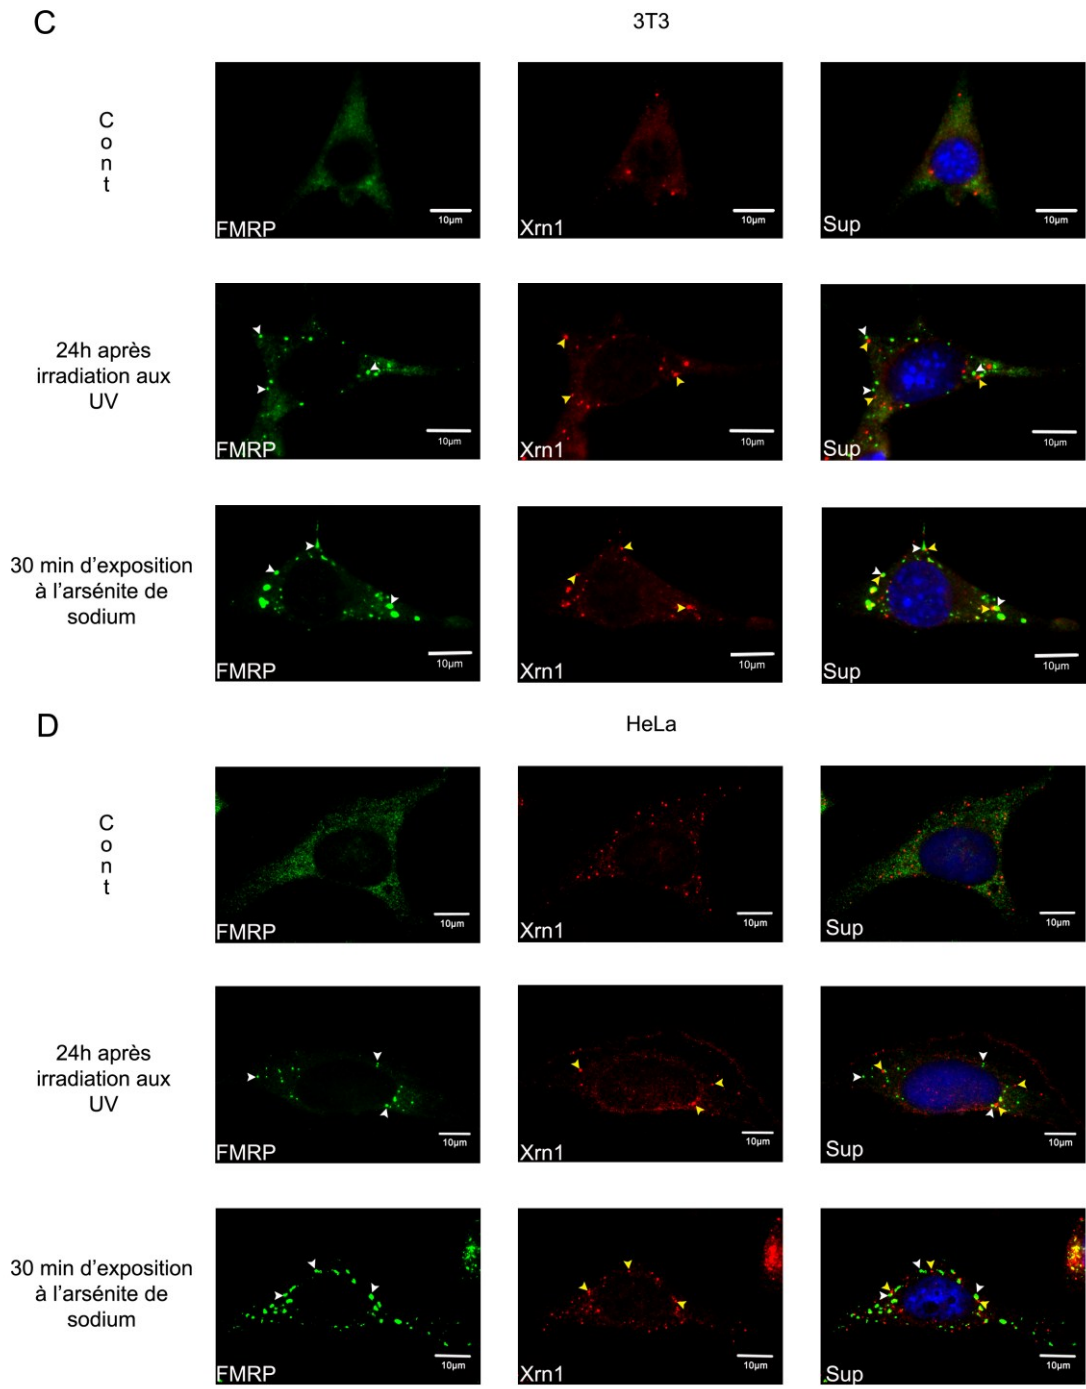 C
3T3
C
o
n
t
10µm
FMRP
10µm
Xrn1
10µm
Sup
24h après
irradiation aux
UV
10µm
FMRP
10µm
Xrn1
10µm
Sup
30 min d’exposition
à l’arsénite de
sodium
10µm
FMRP
10µm
Xrn1
10µm
Sup
D
HeLa
C
o
n
t
10µm
FMRP
10µm
Xrn1
10µm
Sup
24h après
irradiation aux
UV
10µm
FMRP
10µm
Xrn1
10µm
Sup
30 min d’exposition
à l’arsénite de
sodium
10µm
FMRP
10µm
Xrn1
10µm
Sup